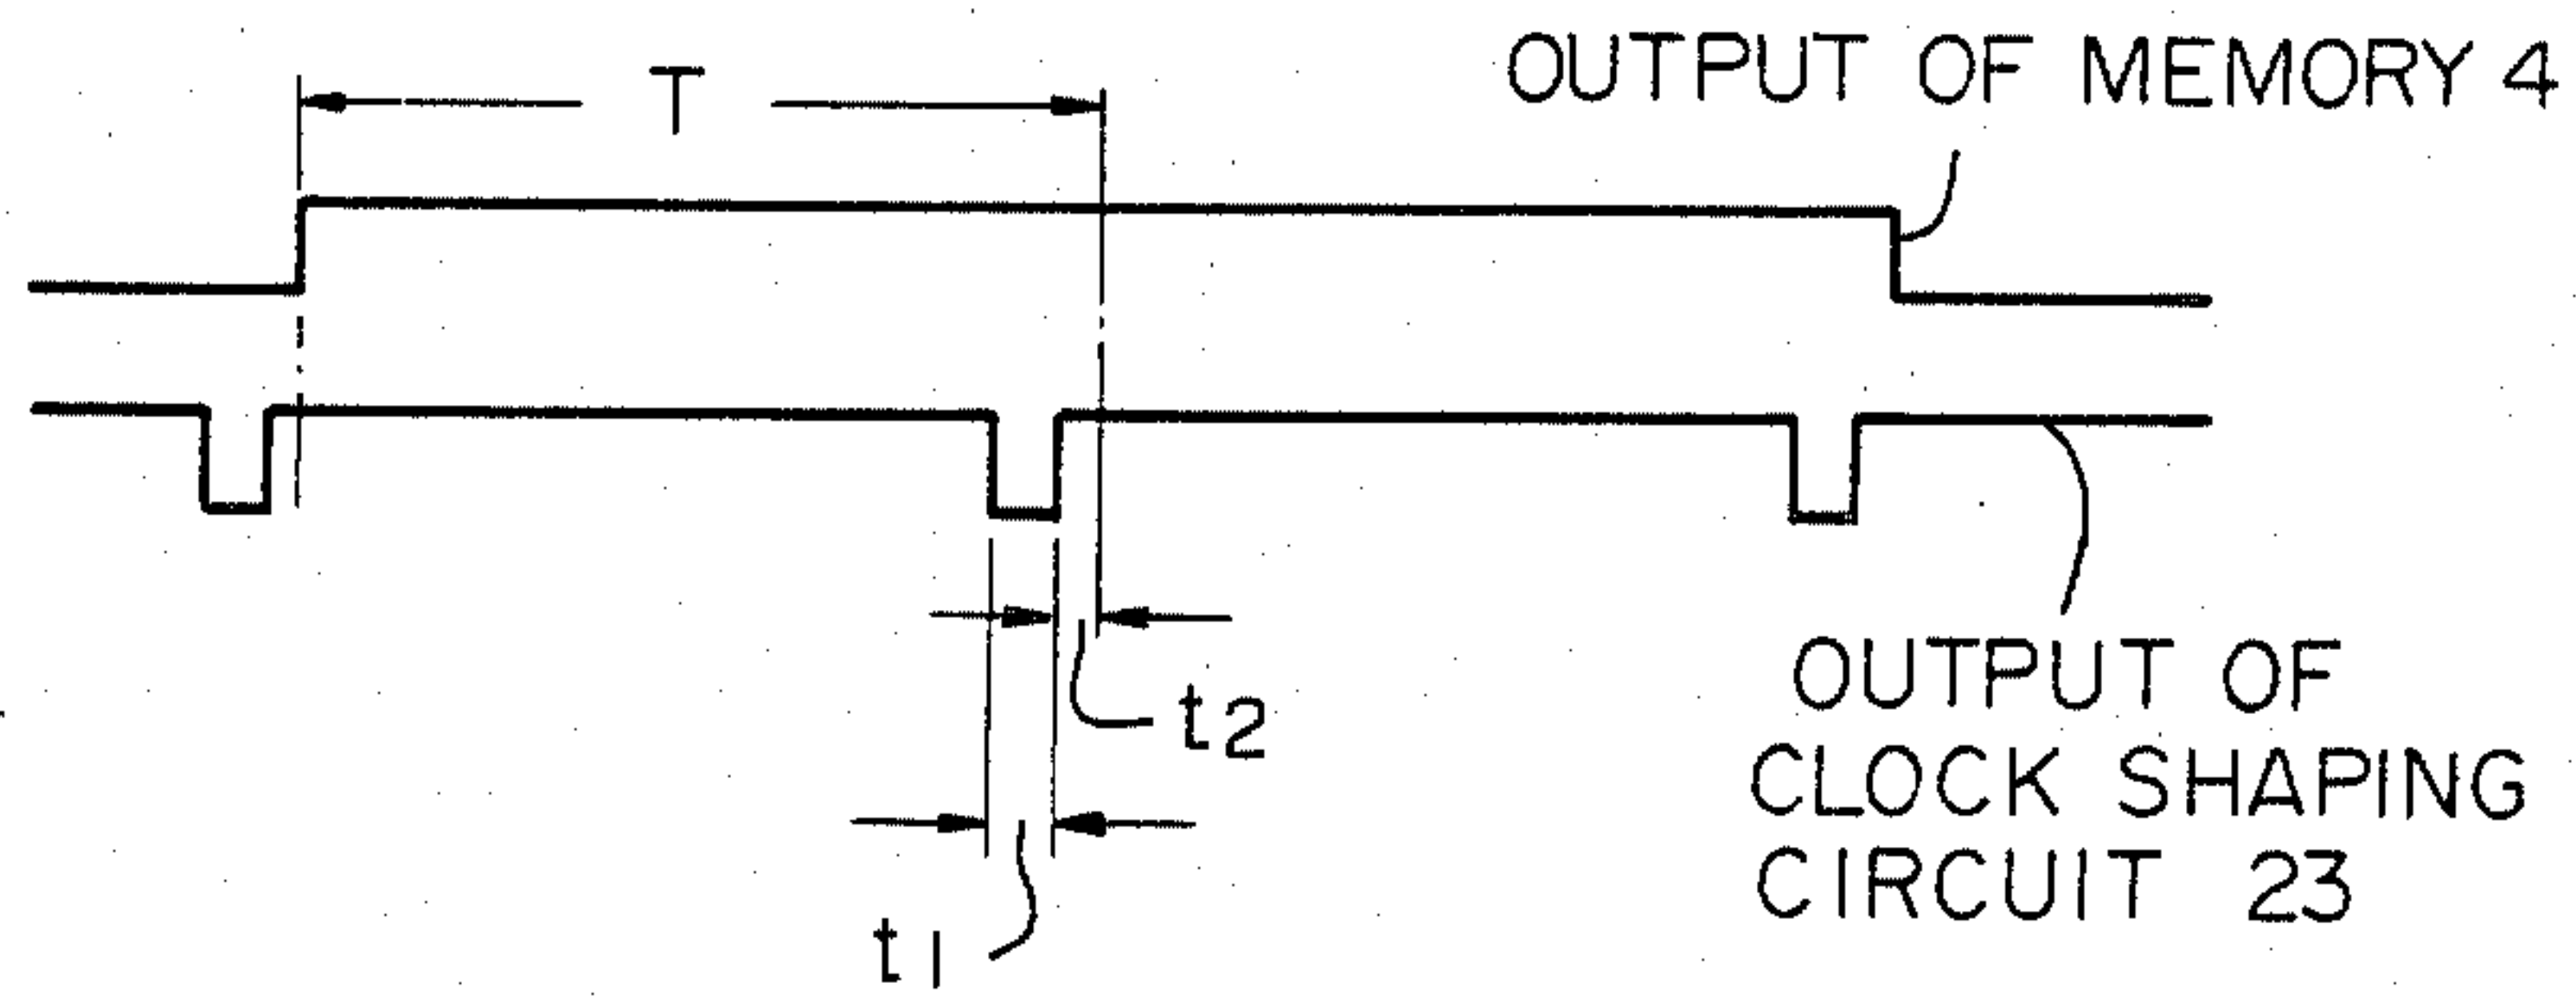 T
OUTPUT OF MEMORY 4
t2
t1
OUTPUT OF
CLOCK SHAPING
CIRCUIT 23